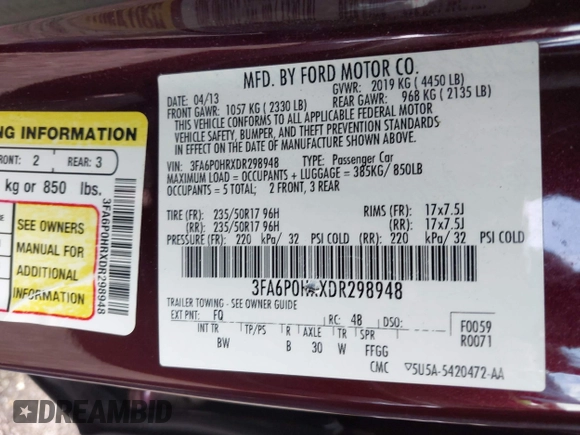 MFD. BY FORD MOTOR CO.
DATE: 04/13
GVWR: 2019 KG ( 4450 LB)
FRONT GAWR: 1057 KG ( 2330 LB)
REAR GAWR: 968 KG ( 2135 LB)
THIS VEHICLE CONFORMS TO ALL APPLICABLE FEDERAL MOTOR
VEHICLE SAFETY, BUMPER, AND THEFT PREVENTION STANDARDS
IN EFFECT ON THE DATE OF MANUFACTURE SHOWN ABOVE.
VIN: 3FA6P0HRXDR298948 TYPE: Passenger Car
MAXIMUM LOAD = OCCUPANTS + LUGGAGE = 385KG/ 850LB
OCCUPANTS = 5 TOTAL; 2 FRONT, 3 REAR
TIRE (FR): 235/50R17 96H RIMS (FR): 17x7.5J
(RR): 235/50R17 96H (RR): 17x7.5J
PRESSURE (FR): 220 kPa/ 32 PSI COLD (RR): 220 kPa/ 32 PSI COLD
3FA6P0HRXDR298948
TRAILER TOWING - SEE OWNER GUIDE
EXT PNT: FQ RC: 48 DSO:
F0059
R0071
INT TR TP/PS R AXLE TR SPR
BW B 30 W FFGG
CMC 5U5A-5420472-AA
NG INFORMATION
FRONT: 2 REAR: 3
kg or 850 lbs.
SEE OWNERS
MANUAL FOR
ADDITIONAL
INFORMATION
3FA6P0HRXDR298948
DREAMBID